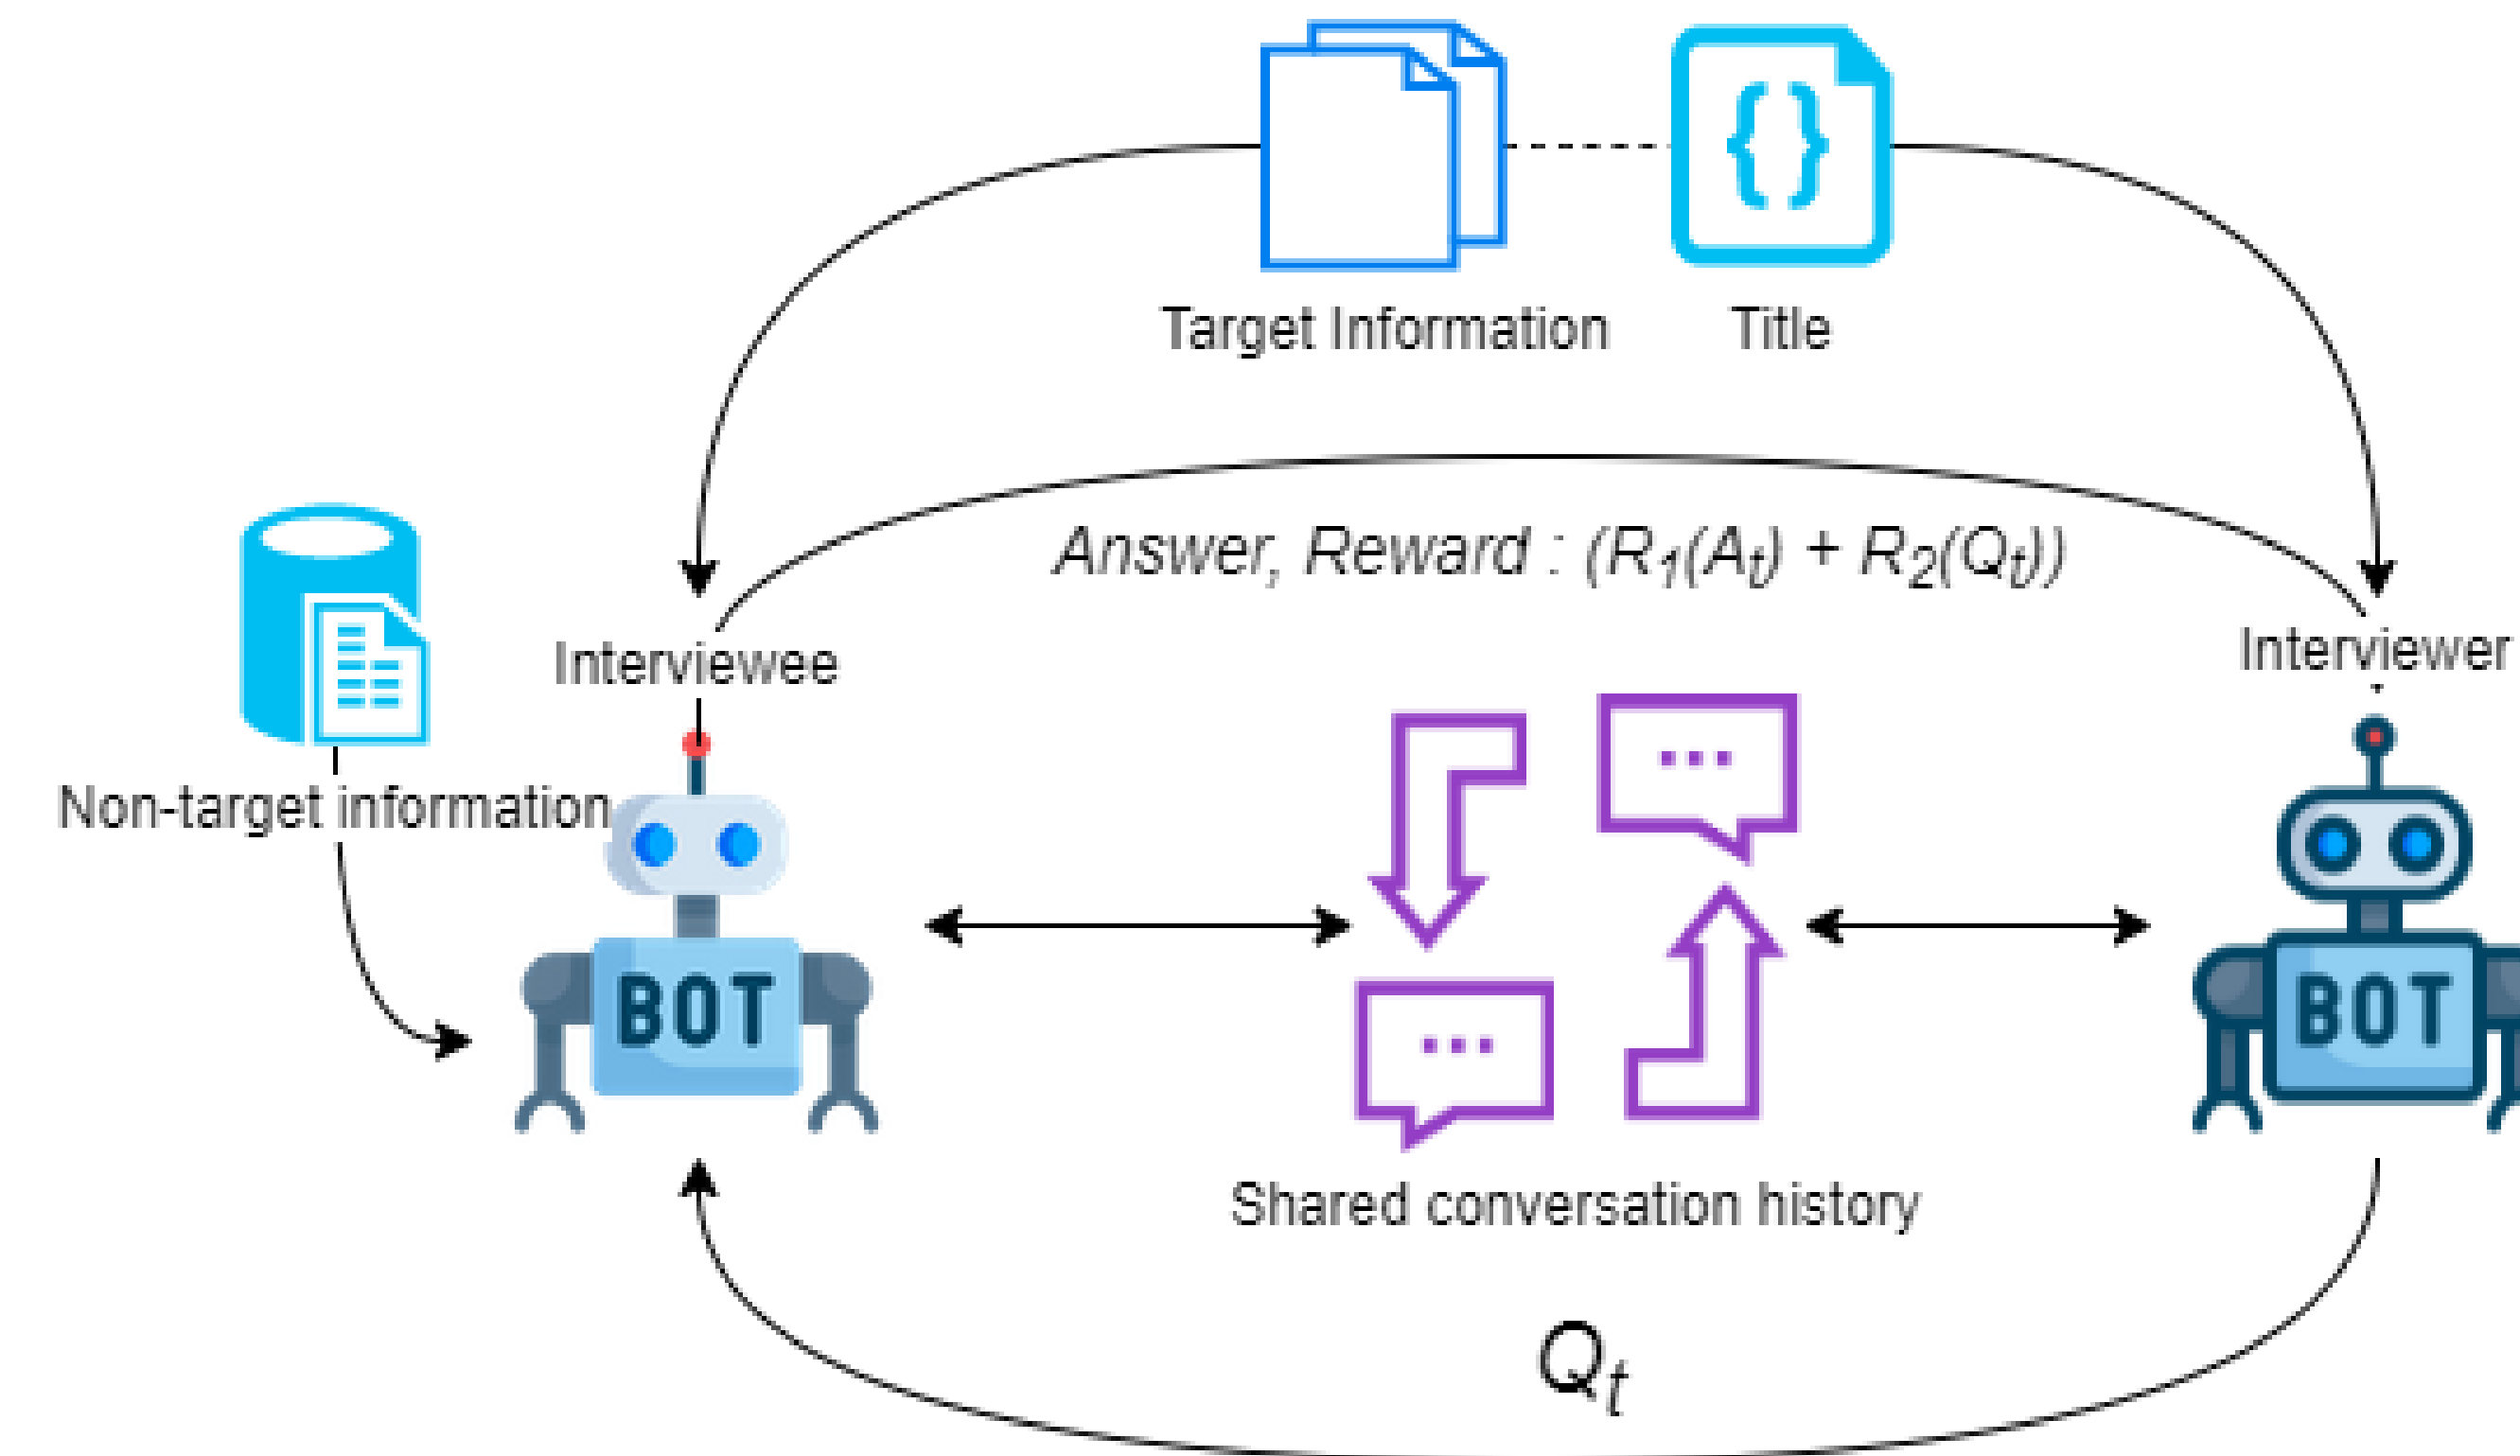 Target Information
Title
Answer, Reward : (R₁(Aₜ) + R₂(Qₜ))
Interviewee
Interviewer
Non-target information
BOT
BOT
Shared conversation history
Qₜ